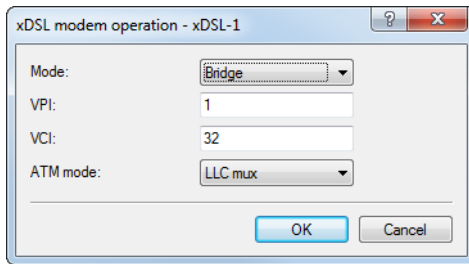 xDSL modem operation - xDSL-1
Mode: Bridge
VPI: 1
VCI: 32
ATM mode: LLC mux
OK Cancel